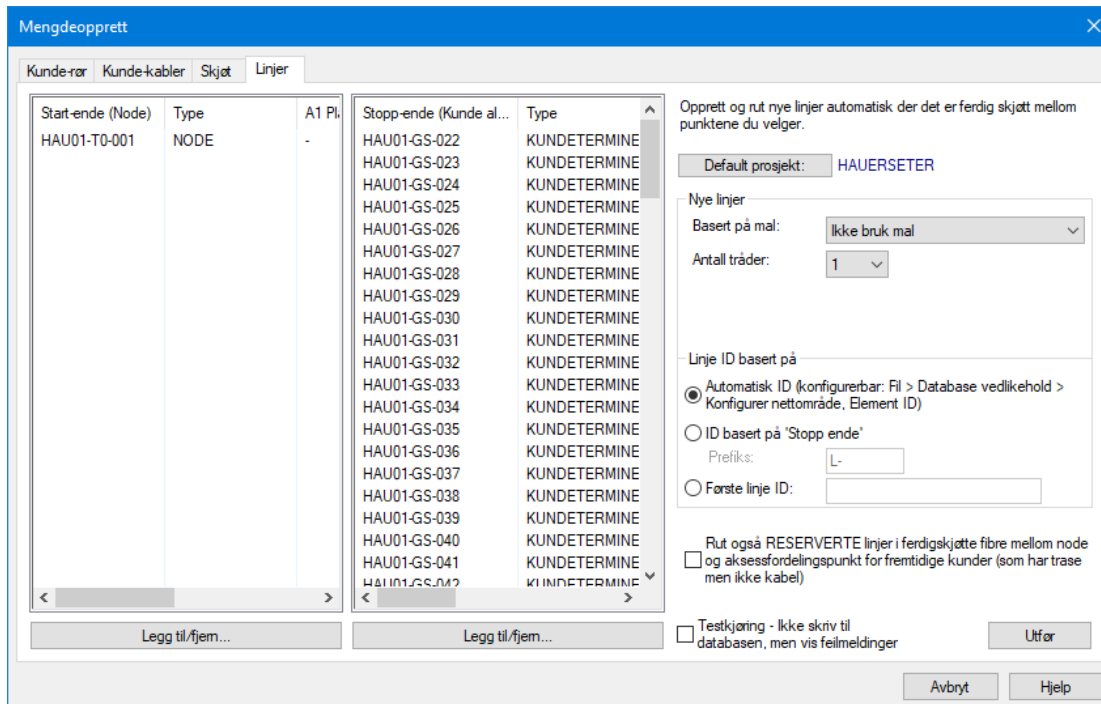 Mengdeopprett
Kunde-rør Kunde-kabler Skjøt Linjer
Start-ende (Node) Type A1 Pl
HAU01-T0-001 NODE -
Legg til/fjern...
Stopp-ende (Kunde al... Type
HAU01-GS-022 KUNDETERMINE
HAU01-GS-023 KUNDETERMINE
HAU01-GS-024 KUNDETERMINE
HAU01-GS-025 KUNDETERMINE
HAU01-GS-026 KUNDETERMINE
HAU01-GS-027 KUNDETERMINE
HAU01-GS-028 KUNDETERMINE
HAU01-GS-029 KUNDETERMINE
HAU01-GS-030 KUNDETERMINE
HAU01-GS-031 KUNDETERMINE
HAU01-GS-032 KUNDETERMINE
HAU01-GS-033 KUNDETERMINE
HAU01-GS-034 KUNDETERMINE
HAU01-GS-035 KUNDETERMINE
HAU01-GS-036 KUNDETERMINE
HAU01-GS-037 KUNDETERMINE
HAU01-GS-038 KUNDETERMINE
HAU01-GS-039 KUNDETERMINE
HAU01-GS-040 KUNDETERMINE
HAU01-GS-041 KUNDETERMINE
HAU01-GS-042 KUNDETERMINE
Legg til/fjern...
Opprett og rut nye linjer automatisk der det er ferdig skjøtt mellom
punktene du velger.
Default prosjekt: HAUERSETER
Nye linjer
Basert på mal: Ikke bruk mal
Antall tråder: 1
Linje ID basert på
Automatisk ID (konfigurerbar: Fil > Database vedlikehold >
Konfigurer nettområde, Element ID)
ID basert på "Stopp ende"
Prefiks: L-
Første linje ID:
Rut også RESERVERTE linjer i ferdigskjøtte fibre mellom node
og aksessfordelingspunkt for fremtidige kunder (som har trase
men ikke kabel)
Testkjøring - Ikke skriv til
databasen, men vis feilmeldinger
Utfør
Avbryt Hjelp